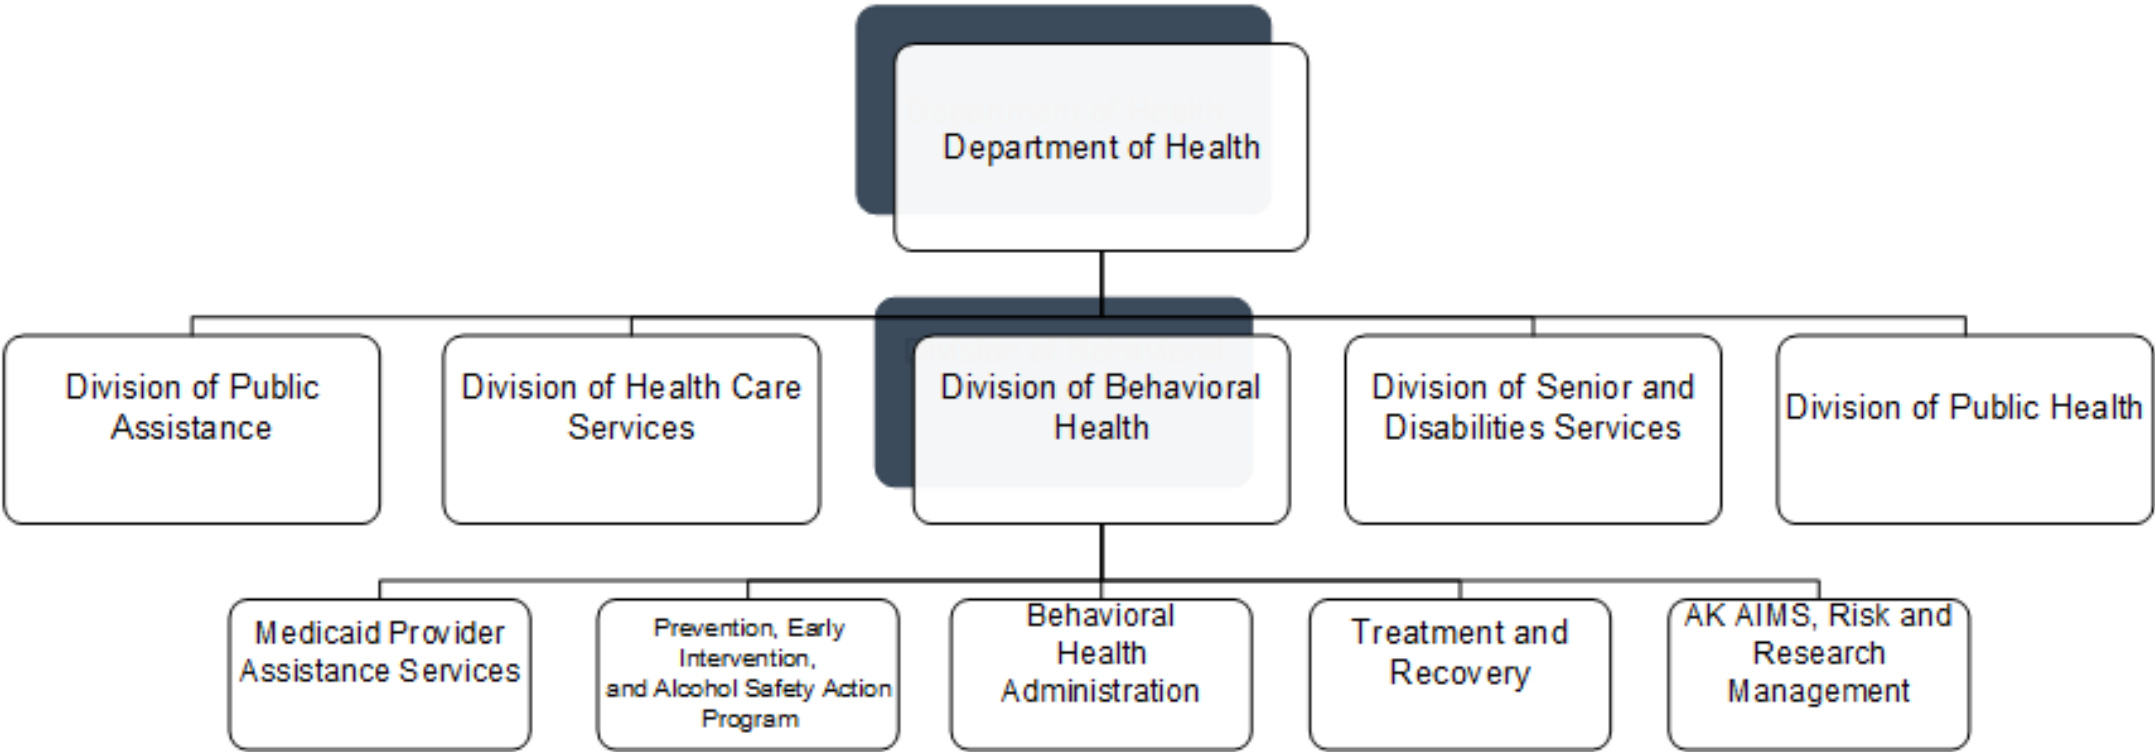 Department of Health
Division of Public
Assistance
Division of Health Care
Services
Division of Behavioral
Health
Division of Senior and
Disabilities Services
Division of Public Health
Medicaid Provider
Assistance Services
Prevention, Early
Intervention,
and Alcohol Safety Action
Program
Behavioral
Health
Administration
Treatment and
Recovery
AK AIMS, Risk and
Research
Management